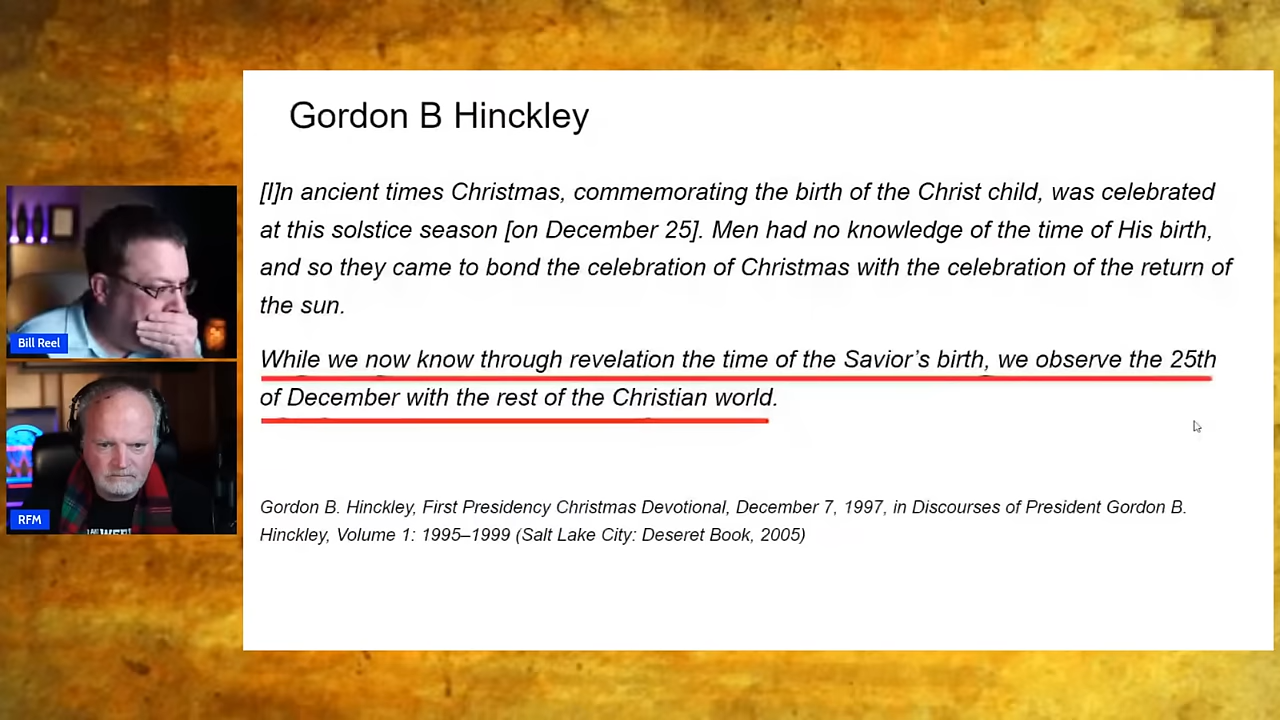 Gordon B Hinckley
[I]n ancient times Christmas, commemorating the birth of the Christ child, was celebrated
at this solstice season [on December 25]. Men had no knowledge of the time of His birth,
and so they came to bond the celebration of Christmas with the celebration of the return of
the sun.
While we now know through revelation the time of the Savior's birth, we observe the 25th
of December with the rest of the Christian world.
Gordon B. Hinckley, First Presidency Christmas Devotional, December 7, 1997, in Discourses of President Gordon B.
Hinckley, Volume 1: 1995–1999 (Salt Lake City: Deseret Book, 2005)
Bill Reel
RFM